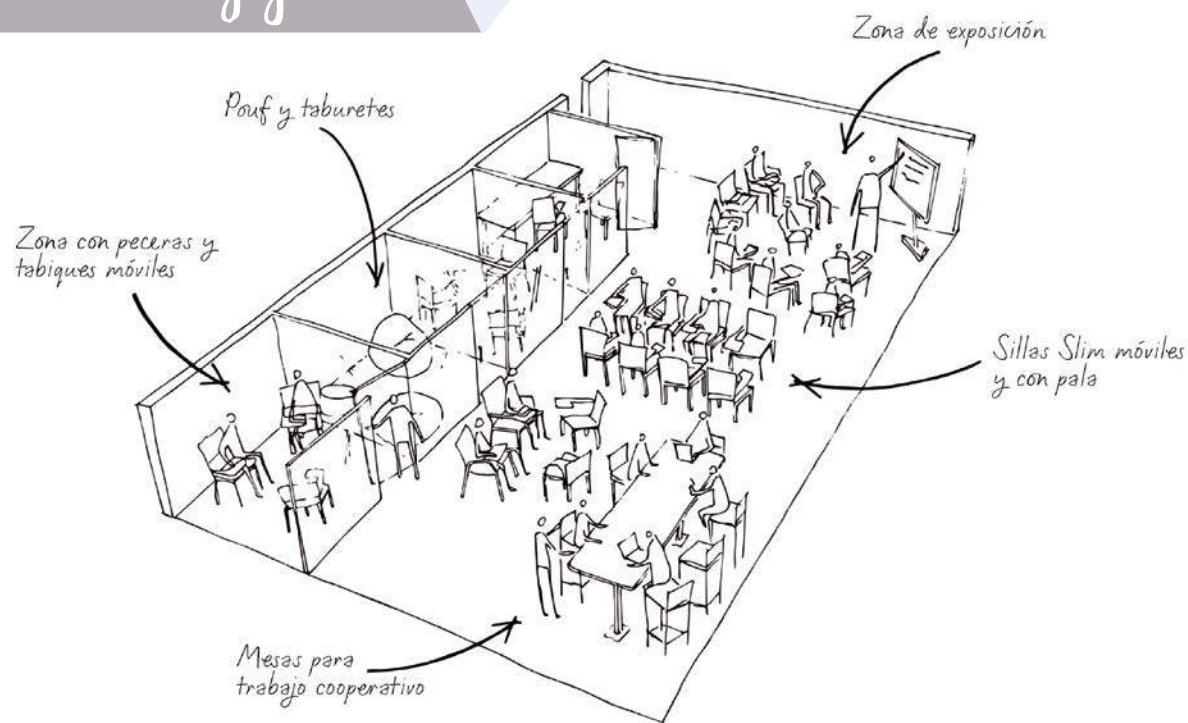 Zona de exposición
Pouf y taburetes
Zona con peceras y
tabiques móviles
Sillas Slim móviles
y con pala
Mesas para
trabajo cooperativo